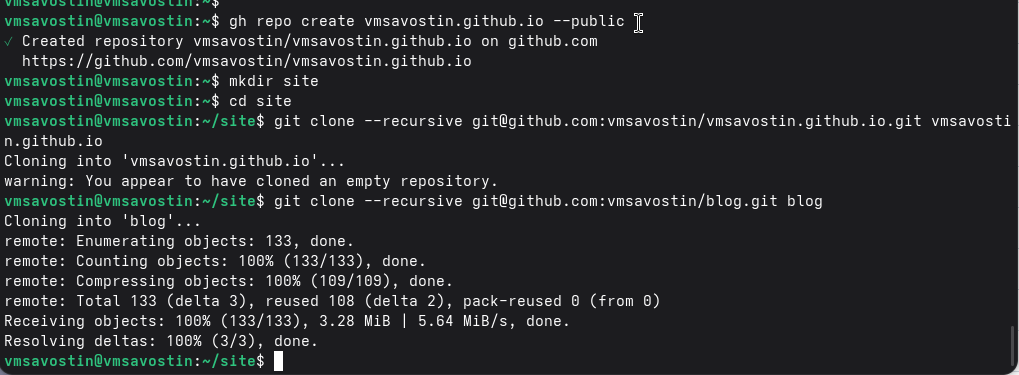 vmsavostin@vmsavostin:~$
vmsavostin@vmsavostin:~$ gh repo create vmsavostin.github.io --public
✓ Created repository vmsavostin/vmsavostin.github.io on github.com
  https://github.com/vmsavostin/vmsavostin.github.io
vmsavostin@vmsavostin:~$ mkdir site
vmsavostin@vmsavostin:~$ cd site
vmsavostin@vmsavostin:~/site$ git clone --recursive git@github.com:vmsavostin/vmsavostin.github.io.git vmsavosti
n.github.io
Cloning into 'vmsavostin.github.io'...
warning: You appear to have cloned an empty repository.
vmsavostin@vmsavostin:~/site$ git clone --recursive git@github.com:vmsavostin/blog.git blog
Cloning into 'blog'...
remote: Enumerating objects: 133, done.
remote: Counting objects: 100% (133/133), done.
remote: Compressing objects: 100% (109/109), done.
remote: Total 133 (delta 3), reused 108 (delta 2), pack-reused 0 (from 0)
Receiving objects: 100% (133/133), 3.28 MiB | 5.64 MiB/s, done.
Resolving deltas: 100% (3/3), done.
vmsavostin@vmsavostin:~/site$